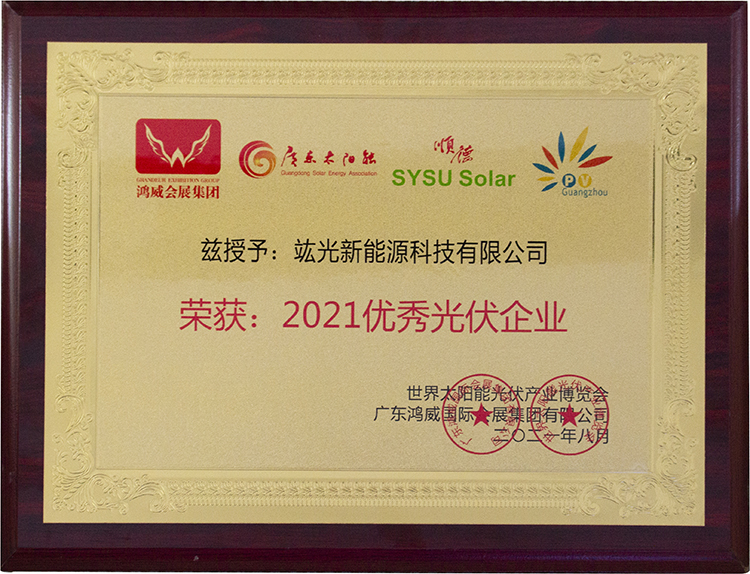 GRANDEUR EXHIBITION GROUP
鸿威会展集团
广东太阳能
Guangdong Solar Energy Association
顺德
SYSU Solar
PV
Guangzhou
兹授予：竑光新能源科技有限公司
荣获：2021优秀光伏企业
世界太阳能光伏产业博览会
广东鸿威国际会展集团有限公司
二〇二一年八月